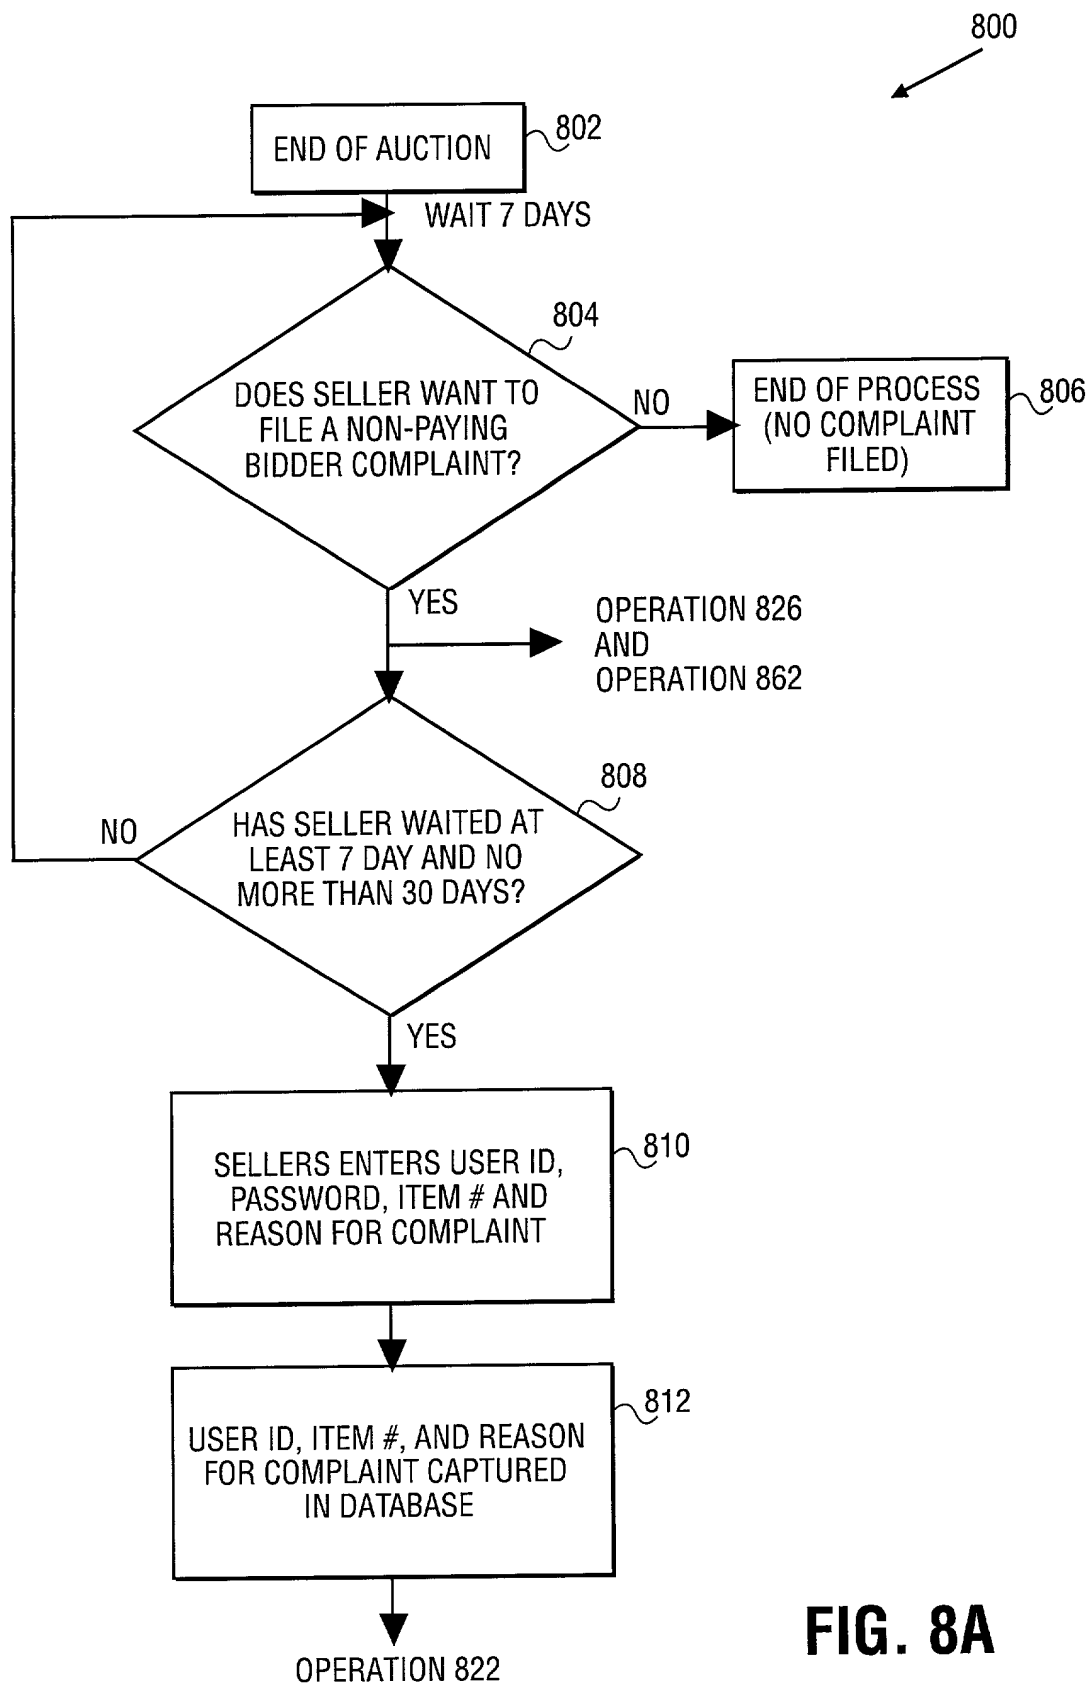 800
END OF AUCTION
802
WAIT 7 DAYS
804
DOES SELLER WANT TO
FILE A NON-PAYING
BIDDER COMPLAINT?
NO
END OF PROCESS
(NO COMPLAINT
FILED)
806
YES
OPERATION 826
AND
OPERATION 862
808
NO
HAS SELLER WAITED AT
LEAST 7 DAY AND NO
MORE THAN 30 DAYS?
YES
810
SELLERS ENTERS USER ID,
PASSWORD, ITEM # AND
REASON FOR COMPLAINT
812
USER ID, ITEM #, AND REASON
FOR COMPLAINT CAPTURED
IN DATABASE
OPERATION 822
FIG. 8A